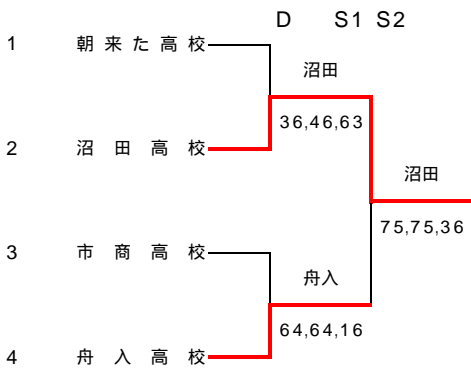 D S1 S2
1 朝来た高校
沼田
36,46,63
2 沼田高校
沼田
75,75,36
3 市商高校
舟入
64,64,16
4 舟入高校